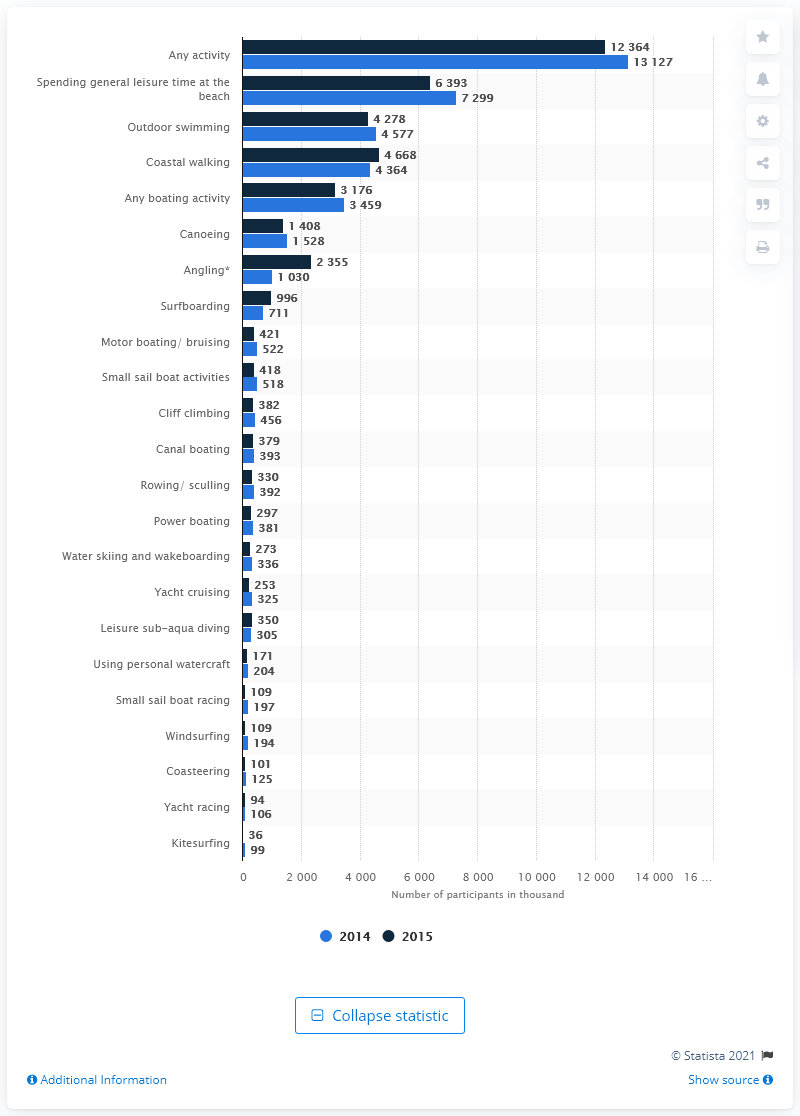 Any activity
12 364
13 127
Spending general leisure time at the
beach
6 393
7 299
Outdoor swimming
4 278
4 577
Coastal walking
4 668
4 364
Any boating activity
3 176
3 459
Canoeing
1 408
1 528
Angling*
2 355
1 030
Surfboarding
996
711
Motor boating/ bruising
421
522
Small sail boat activities
418
518
Cliff climbing
382
456
Canal boating
379
393
Rowing/ sculling
330
392
Power boating
297
381
Water skiing and wakeboarding
273
336
Yacht cruising
253
325
Leisure sub-aqua diving
350
305
Using personal watercraft
171
204
Small sail boat racing
109
197
Windsurfing
109
194
Coasteering
101
125
Yacht racing
94
106
Kitesurfing
36
99
0 2 000 4 000 6 000 8 000 10 000 12 000 14 000 16 ...
Number of participants in thousand
2014 2015
Collapse statistic
© Statista 2021
Additional Information
Show source